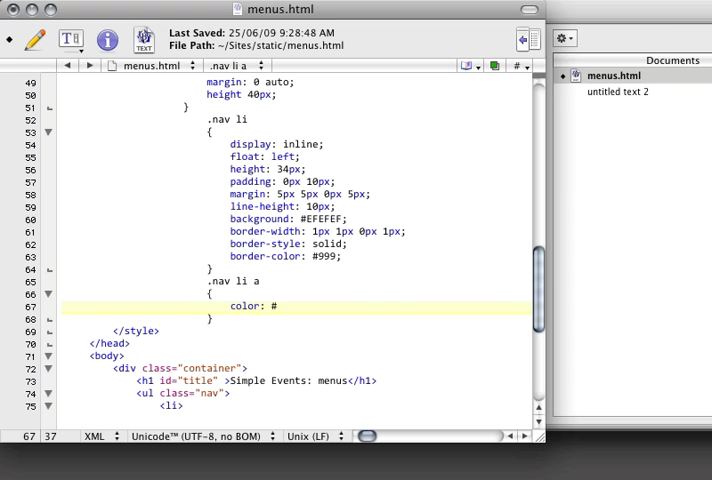 menus.html
Last Saved: 25/06/09 9:28:48 AM
File Path: ~/Sites/static/menus.html
TEXT
menus.html
.nav li a
#
49 margin: 0 auto;
50 height 40px;
51 }
52 .nav li
53 {
54 display: inline;
55 float: left;
56 height: 34px;
57 padding: 0px 10px;
58 margin: 5px 5px 0px 5px;
59 line-height: 10px;
60 background: #EFEFEF;
61 border-width: 1px 1px 0px 1px;
62 border-style: solid;
63 border-color: #999;
64 }
65 .nav li a
66 {
67 color: #
68 }
69 </style>
70 </head>
71 <body>
72 <div class="container">
73 <h1 id="title" >Simple Events: menus</h1>
74 <ul class="nav">
75 <li>
67 37 XML Unicode™ (UTF-8, no BOM) Unix (LF)
Documents
menus.html
untitled text 2